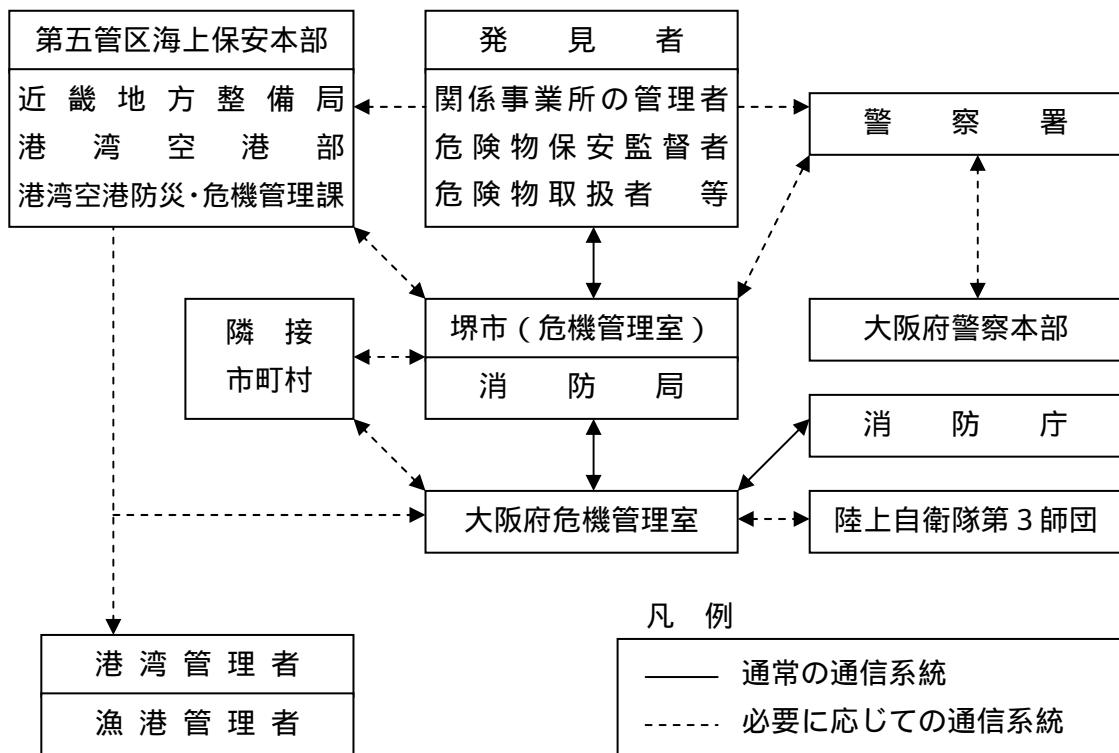 第五管区海上保安本部
近畿地方整備局
港湾空港部
港湾空港防災・危機管理課
発見者
関係事業所の管理者
危険物保安監督者
危険物取扱者　等
警察署
隣接
市町村
堺市（危機管理室）
消防局
大阪府警察本部
消防庁
大阪府危機管理室
陸上自衛隊第３師団
港湾管理者
漁港管理者
凡　例
通常の通信系統
必要に応じての通信系統